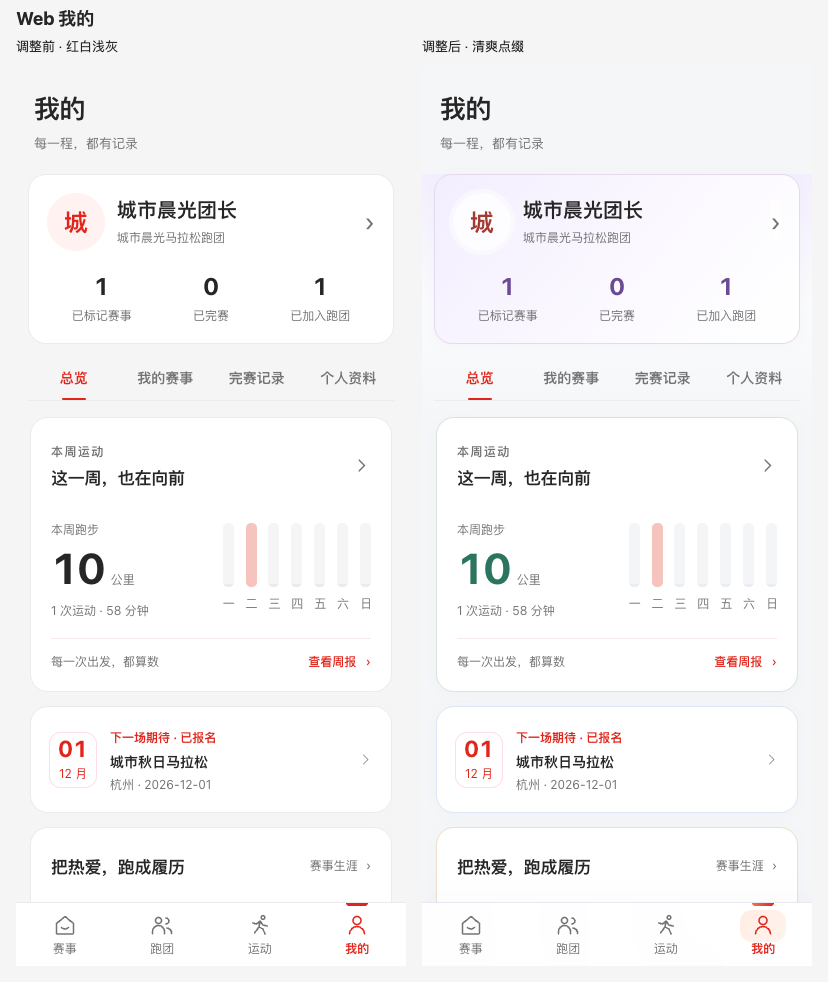 Web 我的
调整前 · 红白浅灰
我的
每一程，都有记录
城
城市晨光团长
城市晨光马拉松跑团
›
1 0 1
已标记赛事 已完赛 已加入跑团
总览 我的赛事 完赛记录 个人资料
本周运动
这一周，也在向前
本周跑步
10 公里
1 次运动 · 58 分钟
一 二 三 四 五 六 日
每一次出发，都算数 查看周报 ›
01
12 月
下一场期待 · 已报名
城市秋日马拉松
杭州 · 2026-12-01
把热爱，跑成履历 赛事生涯 ›
赛事 跑团 运动 我的
调整后 · 清爽点缀
我的
每一程，都有记录
城
城市晨光团长
城市晨光马拉松跑团
›
1 0 1
已标记赛事 已完赛 已加入跑团
总览 我的赛事 完赛记录 个人资料
本周运动
这一周，也在向前
本周跑步
10 公里
1 次运动 · 58 分钟
一 二 三 四 五 六 日
每一次出发，都算数 查看周报 ›
01
12 月
下一场期待 · 已报名
城市秋日马拉松
杭州 · 2026-12-01
把热爱，跑成履历 赛事生涯 ›
赛事 跑团 运动 我的